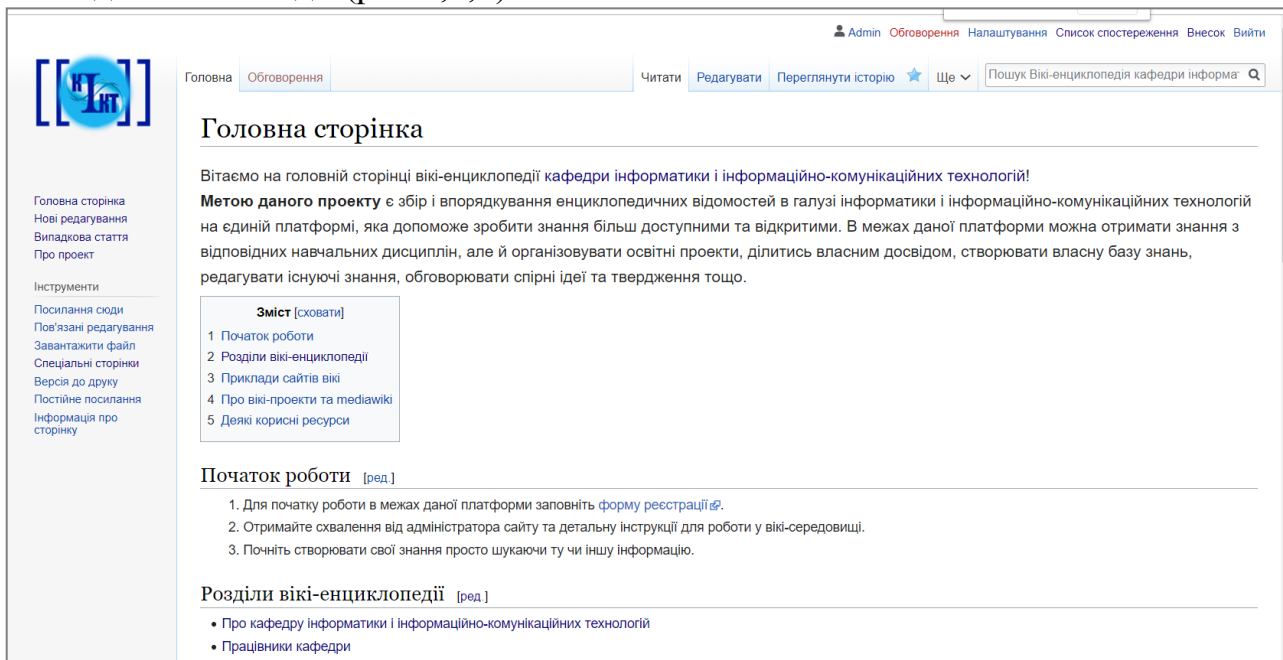 Admin Обговорення Налаштування Список спостереження Внесок Вийти
[[КІКТ]]
Головна Обговорення Читати Редагувати Переглянути історію Ще Пошук Вікі-енциклопедія кафедри інформа
Головна сторінка
Вітаємо на головній сторінці вікі-енциклопедії кафедри інформатики і інформаційно-комунікаційних технологій!
Метою даного проекту є збір і впорядкування енциклопедичних відомостей в галузі інформатики і інформаційно-комунікаційних технологій
на єдиній платформі, яка допоможе зробити знання більш доступними та відкритими. В межах даної платформи можна отримати знання з
відповідних навчальних дисциплін, але й організовувати освітні проекти, ділитись власним досвідом, створювати власну базу знань,
редагувати існуючі знання, обговорювати спірні ідеї та твердження тощо.
Головна сторінка
Нові редагування
Випадкова стаття
Про проект
Інструменти
Посилання сюди
Пов'язані редагування
Завантажити файл
Спеціальні сторінки
Версія до друку
Постійне посилання
Інформація про
сторінку
Зміст [сховати]
1 Початок роботи
2 Розділи вікі-енциклопедії
3 Приклади сайтів вікі
4 Про вікі-проекти та mediawiki
5 Деякі корисні ресурси
Початок роботи [ред.]
1. Для початку роботи в межах даної платформи заповніть форму реєстрації.
2. Отримайте схвалення від адміністратора сайту та детальну інструкції для роботи у вікі-середовищі.
3. Почніть створювати свої знання просто шукаючи ту чи іншу інформацію.
Розділи вікі-енциклопедії [ред.]
• Про кафедру інформатики і інформаційно-комунікаційних технологій
• Працівники кафедри